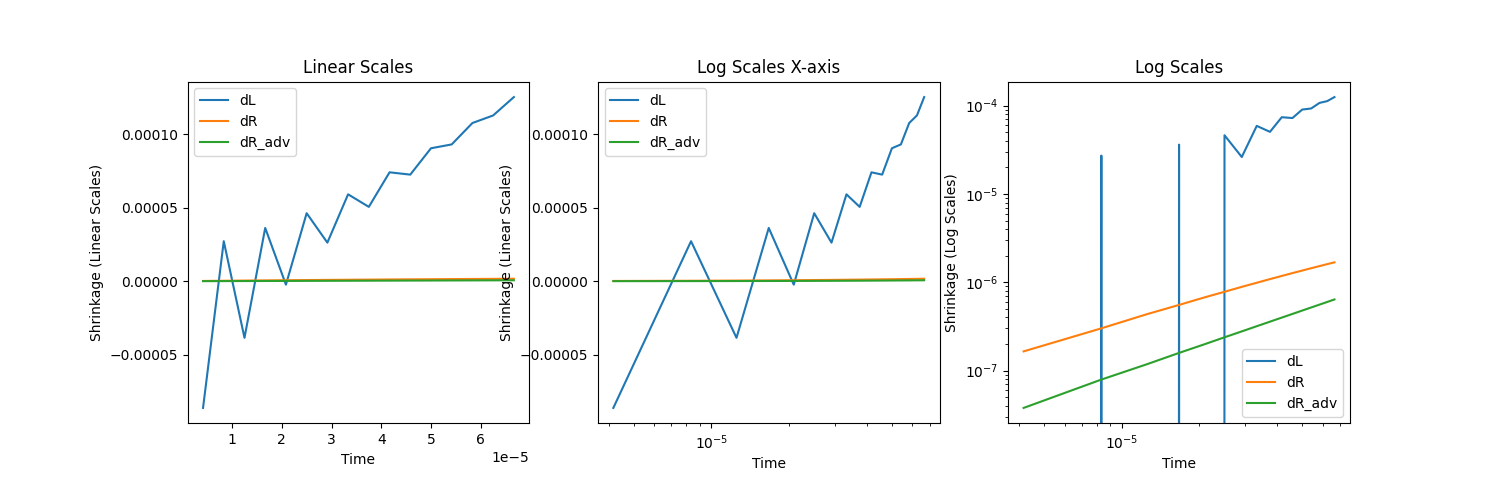 Linear Scales
dL
dR
dR_adv
Shrinkage (Linear Scales)
0.00010
0.00005
0.00000
−0.00005
1 2 3 4 5 6
1e−5
Time
Log Scales X-axis
dL
dR
dR_adv
Shrinkage (Linear Scales)
0.00010
0.00005
0.00000
−0.00005
10⁻⁵
Time
Log Scales
Shrinkage (Log Scales)
10⁻⁴
10⁻⁵
10⁻⁶
10⁻⁷
dL
dR
dR_adv
10⁻⁵
Time